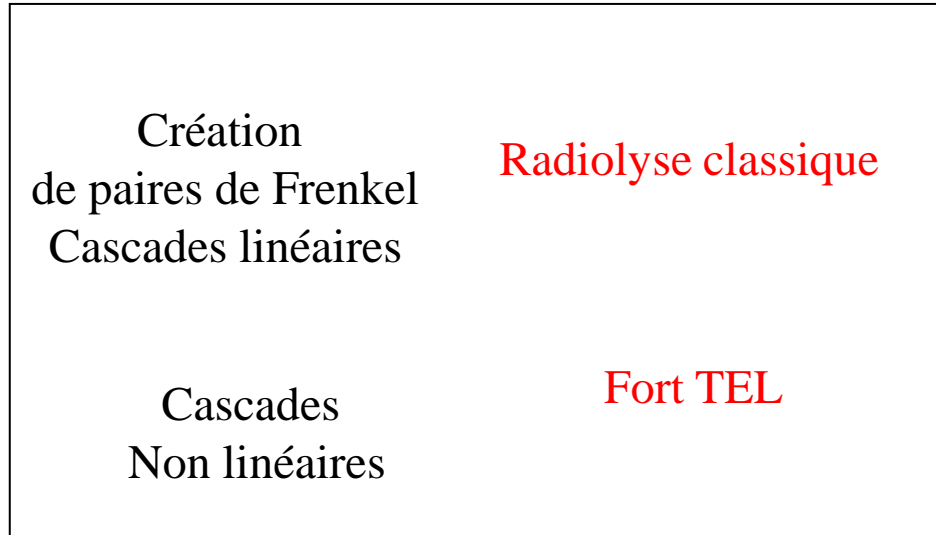 Création
de paires de Frenkel
Cascades linéaires
Radiolyse classique
Cascades
Non linéaires
Fort TEL